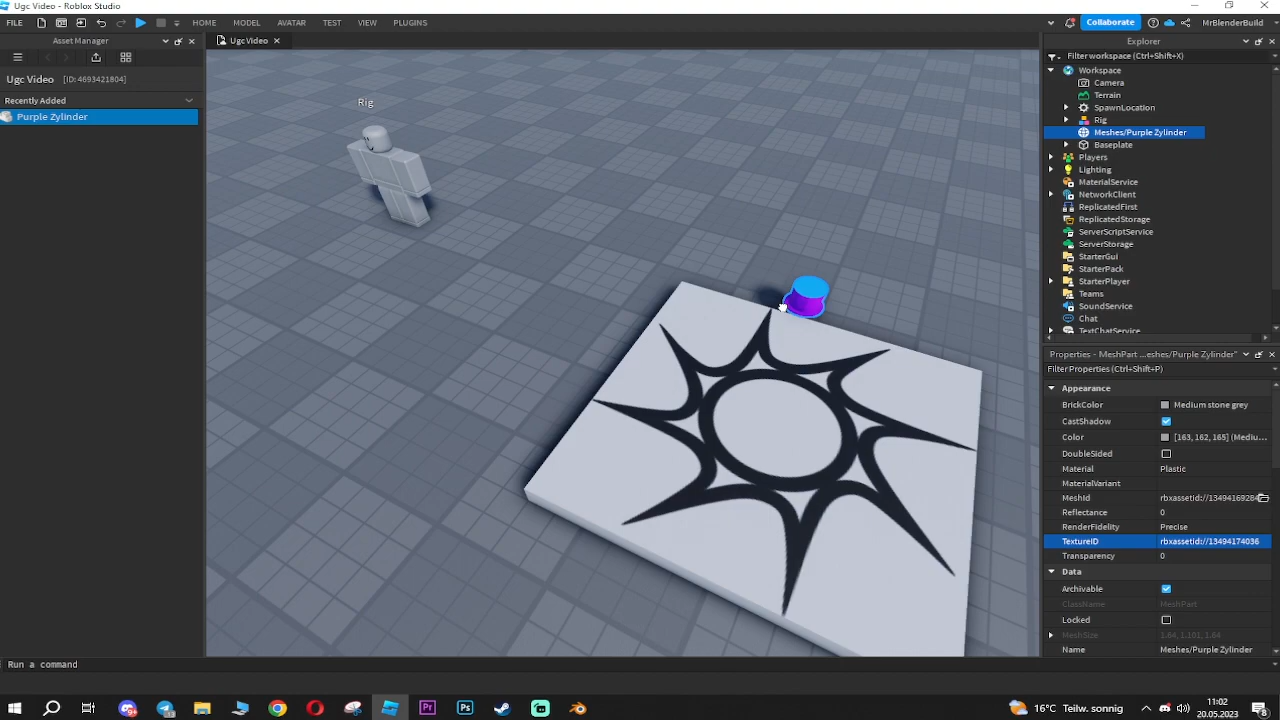 Ugc Video - Roblox Studio
FILE HOME MODEL AVATAR TEST VIEW PLUGINS Collaborate MrBlenderBuild
Asset Manager
Ugc Video [ID: 4693421804]
Recently Added
Purple Zylinder
Ugc Video
Rig
Explorer
Filter workspace (Ctrl+Shift+X)
Workspace
Camera
Terrain
SpawnLocation
Rig
Meshes/Purple Zylinder
Baseplate
Players
Lighting
MaterialService
NetworkClient
ReplicatedFirst
ReplicatedStorage
ServerScriptService
ServerStorage
StarterGui
StarterPack
StarterPlayer
Teams
SoundService
Chat
TextChatService
Properties - MeshPart ...eshes/Purple Zylinder"
Filter Properties (Ctrl+Shift+P)
Appearance
BrickColor Medium stone grey
CastShadow
Color [163, 162, 165] (Mediu...
DoubleSided
Material Plastic
MaterialVariant
MeshId rbxassetid://1349416928
Reflectance 0
RenderFidelity Precise
TextureID rbxassetid://13494174036
Transparency 0
Data
Archivable
ClassName MeshPart
Locked
MeshSize 1.64, 1.101, 1.64
Name Meshes/Purple Zylinder
Run a command
16°C Teilw. sonnig
11:02
20.05.2023
8